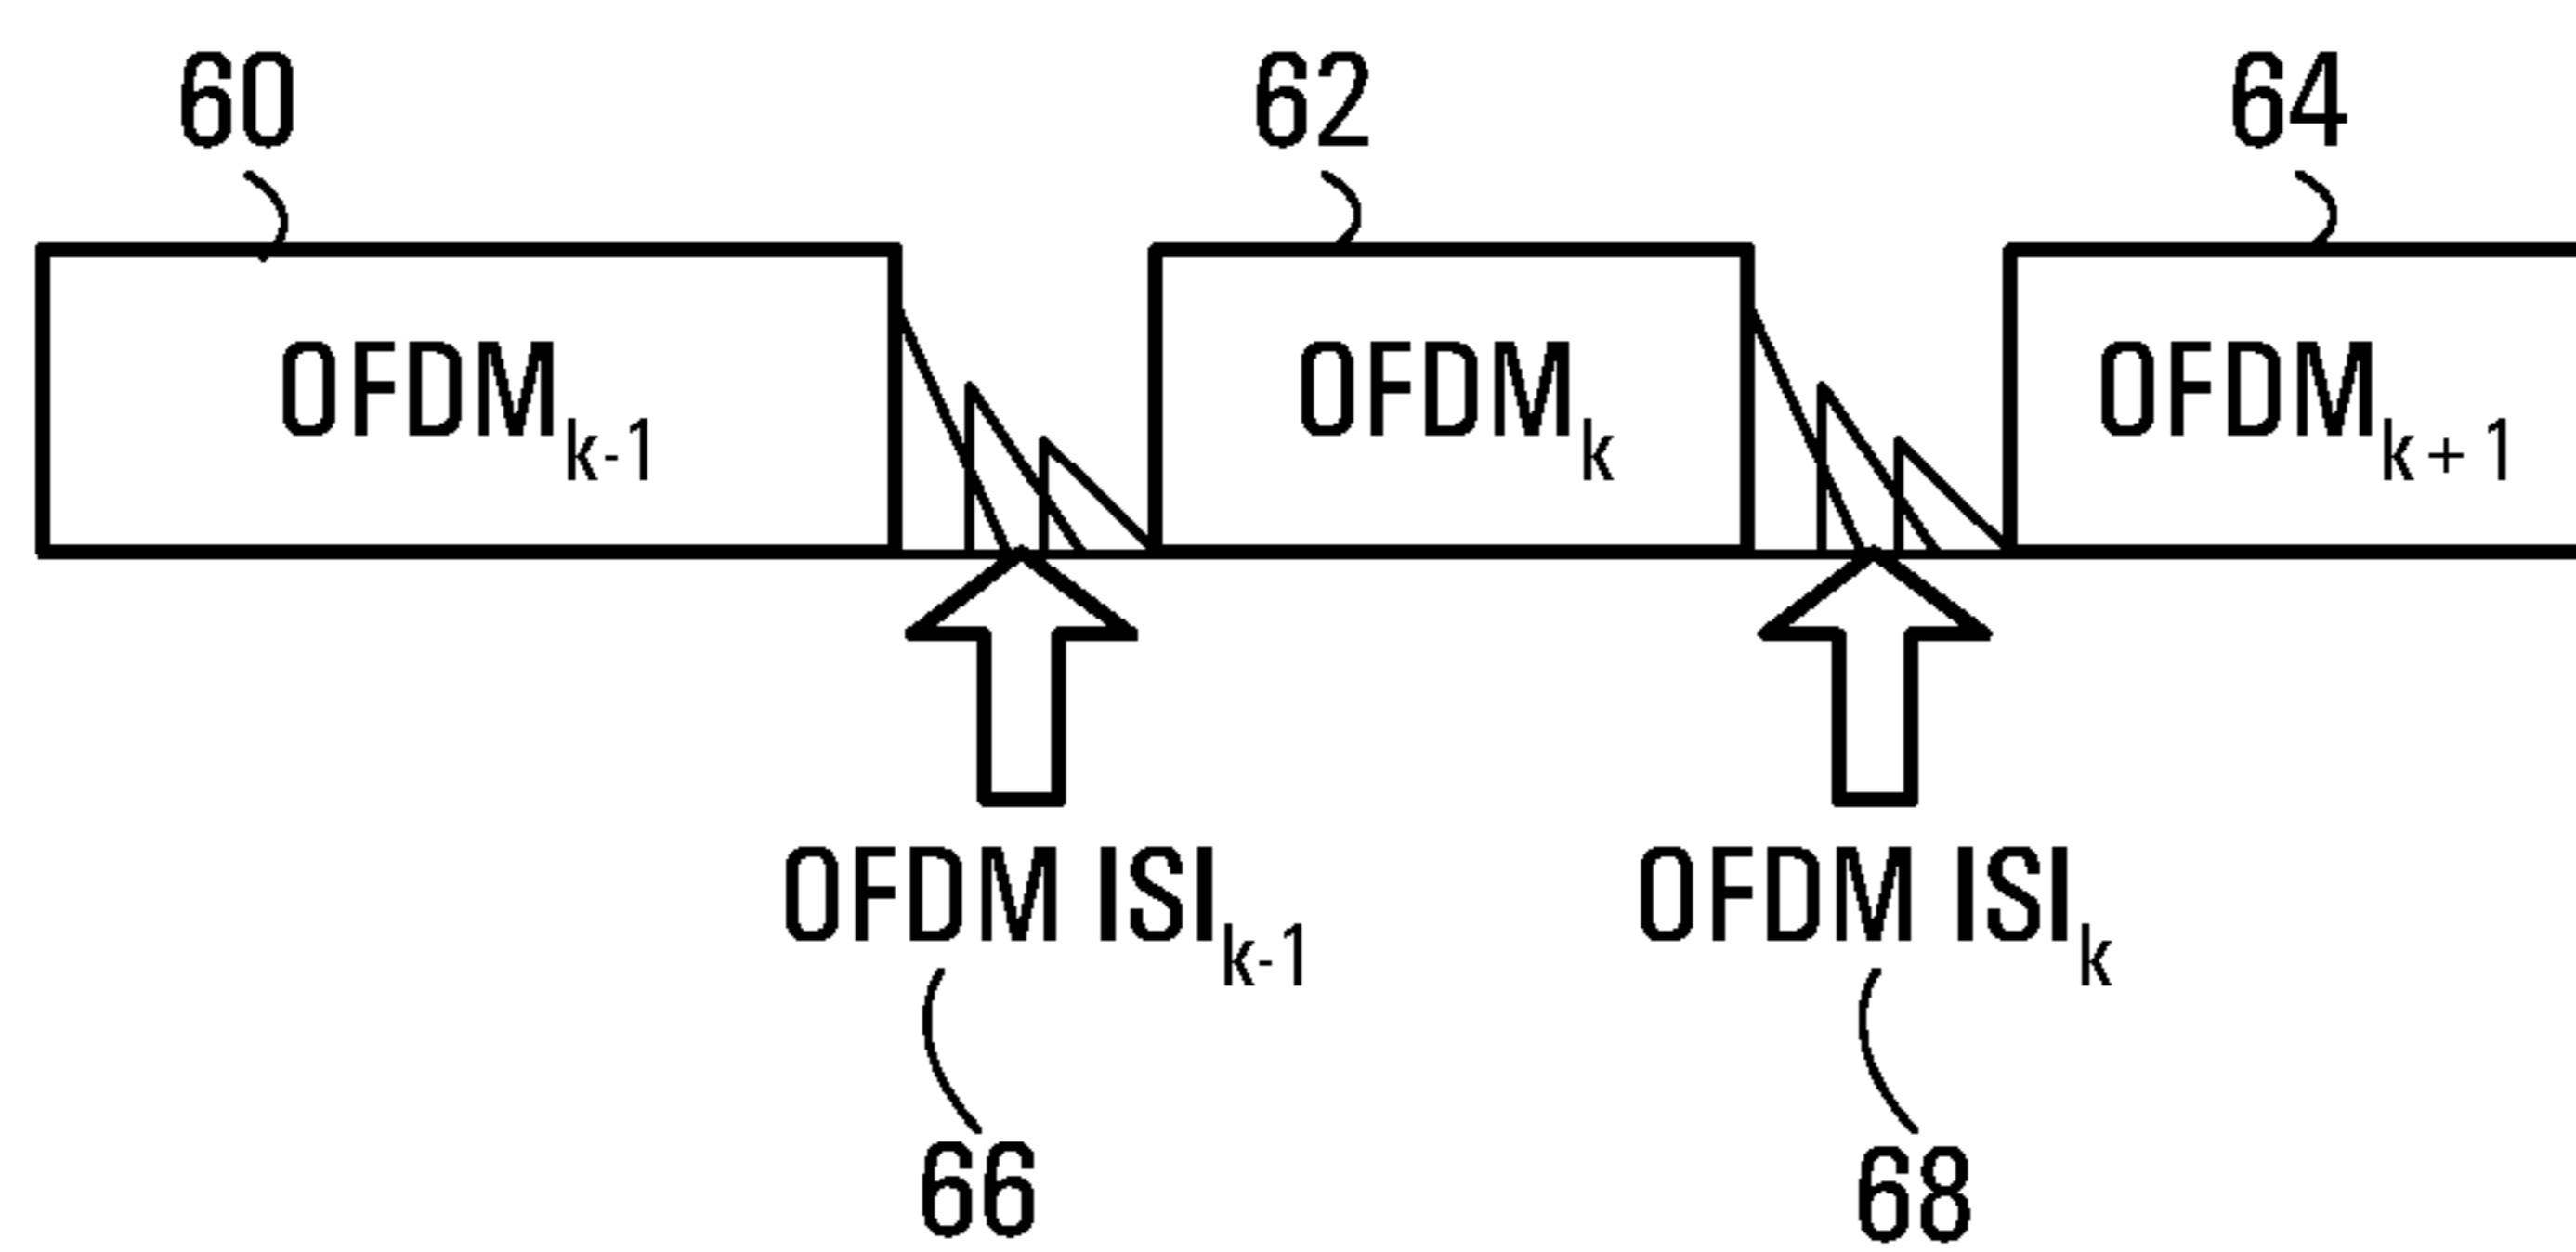 60 62 64
OFDMk-1 OFDMk OFDMk+1
OFDM ISIk-1 OFDM ISIk
66 68